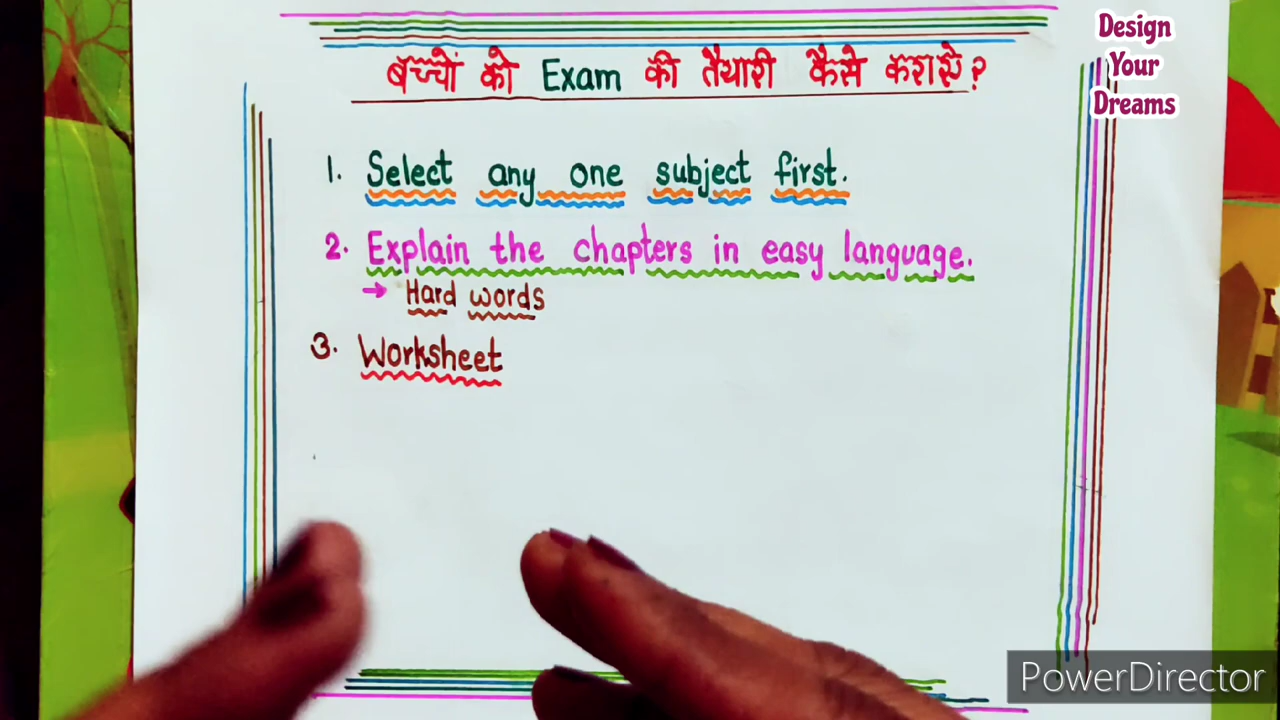 बच्चों को Exam की तैयारी कैसे कराऐ?
1. Select any one subject first.
2. Explain the chapters in easy language.
→ Hard words
3. Worksheet
Design
Your
Dreams
PowerDirector